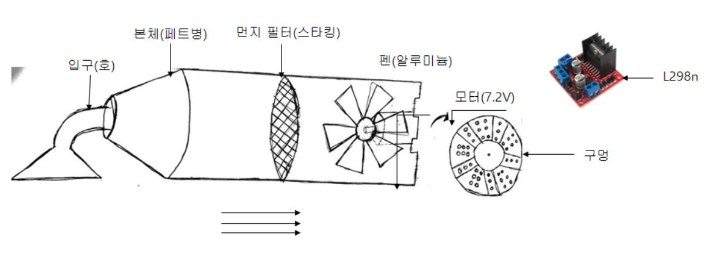 본체(페트병)
먼지 필터(스타킹)
입구(호)
펜(알루미늄)
L298n
모터(7.2V)
구멍